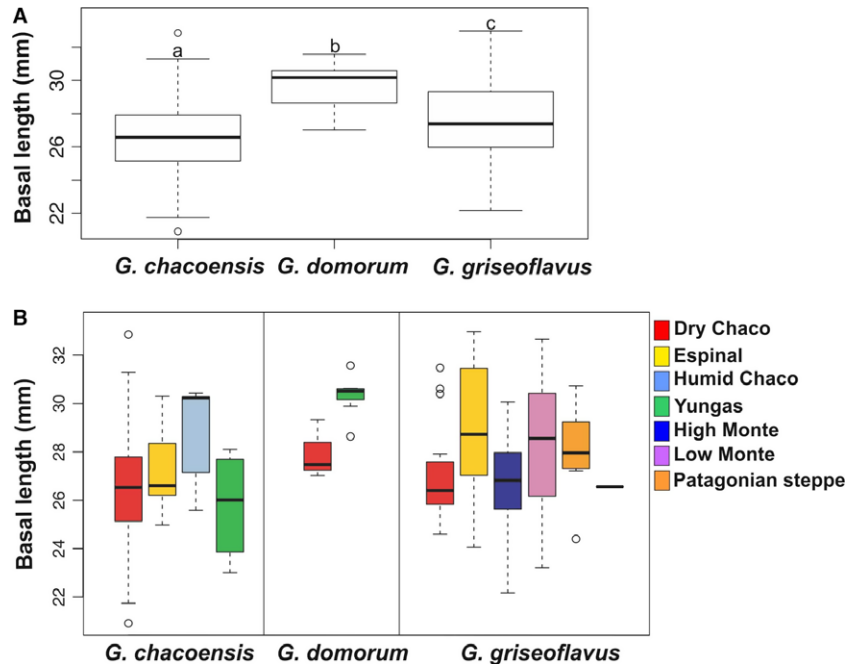 A
Basal length (mm)
30
26
22
a
b
c
G. chacoensis
G. domorum
G. griseoflavus
B
Basal length (mm)
32
30
28
26
24
22
Dry Chaco
Espinal
Humid Chaco
Yungas
High Monte
Low Monte
Patagonian steppe
G. chacoensis
G. domorum
G. griseoflavus